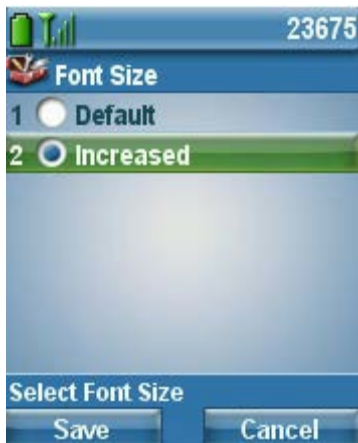 23675
Font Size
1 Default
2 Increased
Select Font Size
Save Cancel